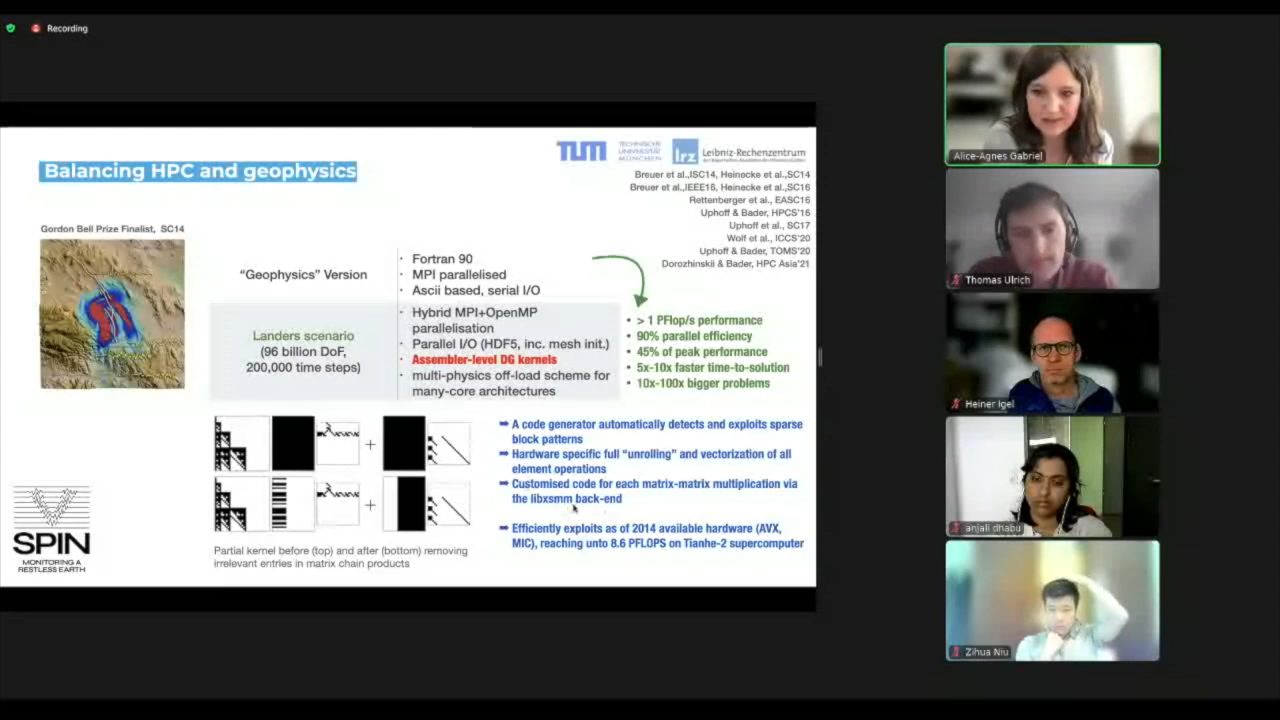 Recording
Balancing HPC and geophysics
TUM
TECHNISCHE
UNIVERSITÄT
MÜNCHEN
lrz
Leibniz-Rechenzentrum
Breuer et al.,ISC14, Heinecke et al.,SC14
Breuer et al.,IEEE16, Heinecke et al.,SC16
Rettenberger et al., EASC16
Uphoff & Bader, HPCS'16
Uphoff et al., SC17
Wolf et al., ICCS'20
Uphoff & Bader, TOMS'20
Dorozhinskii & Bader, HPC Asia'21
Gordon Bell Prize Finalist, SC14
"Geophysics" Version
· Fortran 90
· MPI parallelised
· Ascii based, serial I/O
Landers scenario
(96 billion DoF,
200,000 time steps)
· Hybrid MPI+OpenMP
parallelisation
· Parallel I/O (HDF5, inc. mesh init.)
· Assembler-level DG kernels
· multi-physics off-load scheme for
many-core architectures
• > 1 PFlop/s performance
• 90% parallel efficiency
• 45% of peak performance
• 5x-10x faster time-to-solution
• 10x-100x bigger problems
+
+
Partial kernel before (top) and after (bottom) removing
irrelevant entries in matrix chain products
➡ A code generator automatically detects and exploits sparse
block patterns
➡ Hardware specific full "unrolling" and vectorization of all
element operations
➡ Customised code for each matrix-matrix multiplication via
the libxsmm back-end
➡ Efficiently exploits as of 2014 available hardware (AVX,
MIC), reaching unto 8.6 PFLOPS on Tianhe-2 supercomputer
SPIN
MONITORING A
RESTLESS EARTH
Alice-Agnes Gabriel
Thomas Ulrich
Heiner Igel
anjali dhabu
Zihua Niu